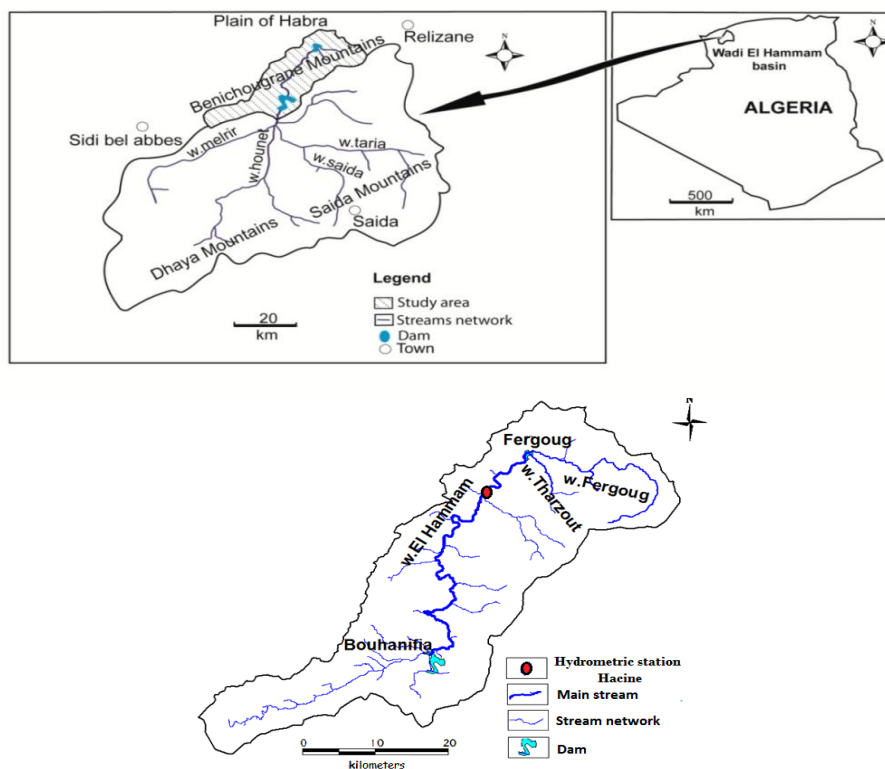 Plain of Habra
Relizane
Benichougrane Mountains
Sidi bel abbes
w.melrir
w.hounet
w.taria
w.saida
Saida Mountains
Saida
Dhaya Mountains
Legend
Study area
Streams network
Dam
Town
20
km
Wadi El Hammam
basin
ALGERIA
500
km
N
Fergoug
w.Fergoug
w.Tharzout
w.El Hammam
Bouhanifia
Hydrometric station
Hacine
Main stream
Stream network
Dam
0 10 20
kilometers